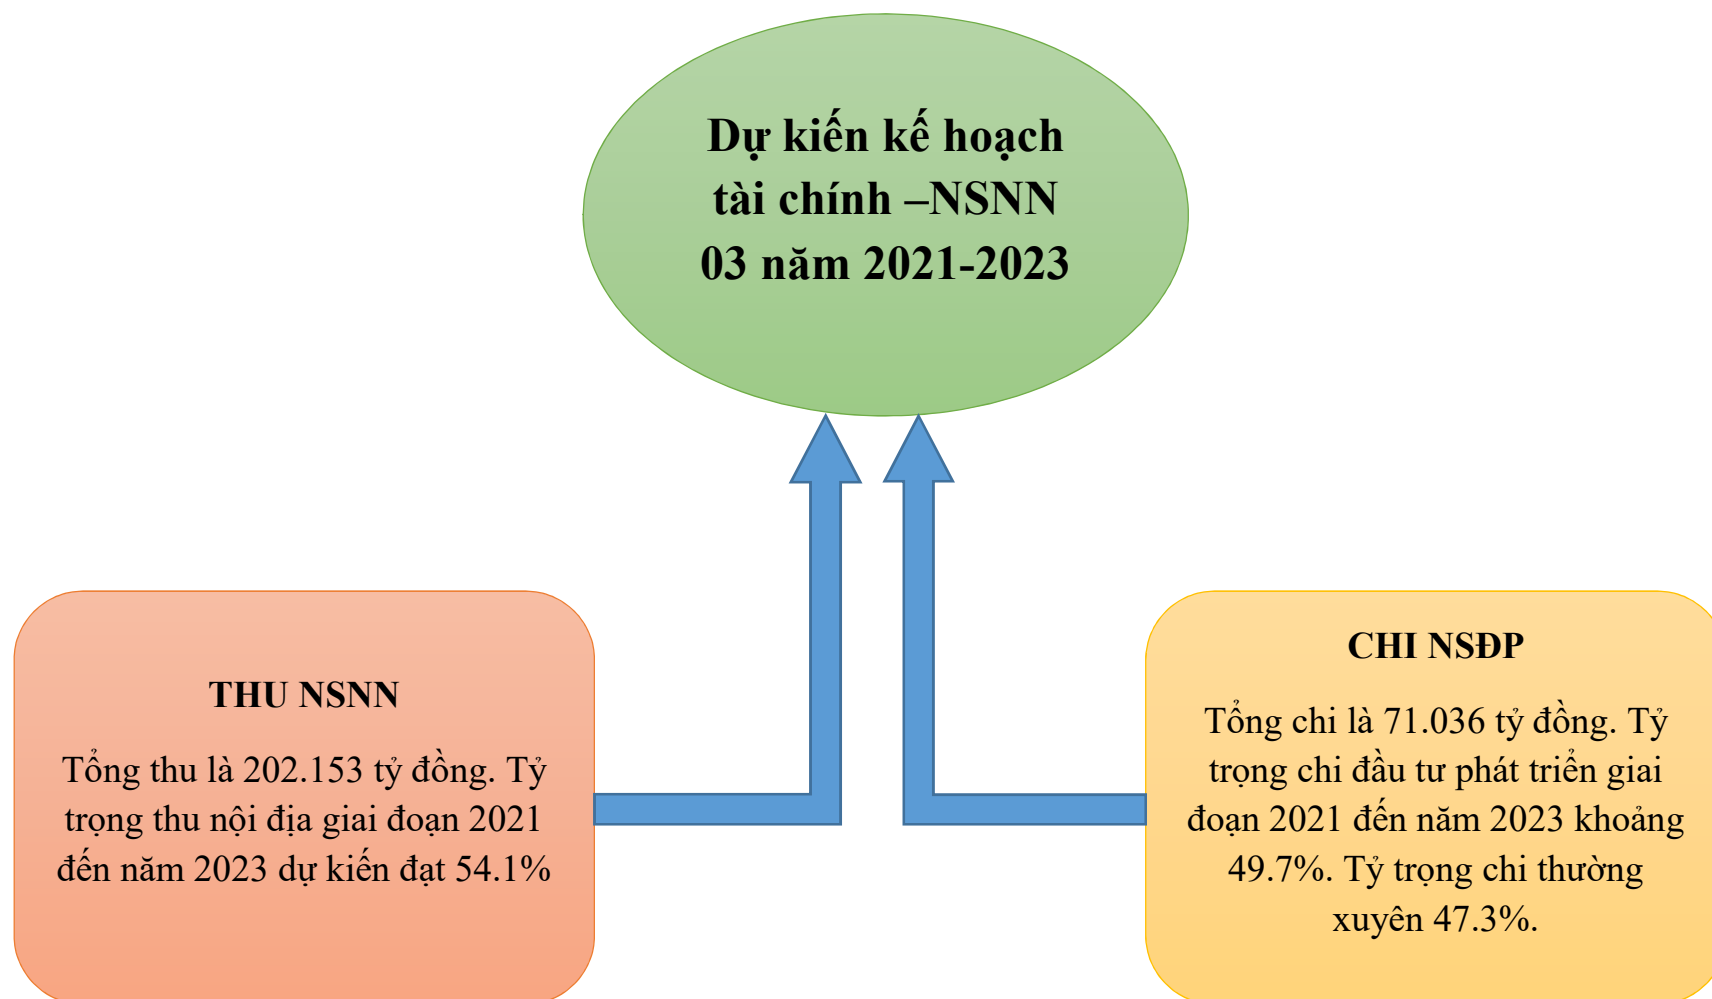 Dự kiến kế hoạch
tài chính –NSNN
03 năm 2021-2023
THU NSNN
Tổng thu là 202.153 tỷ đồng. Tỷ
trọng thu nội địa giai đoạn 2021
đến năm 2023 dự kiến đạt 54.1%
CHI NSĐP
Tổng chi là 71.036 tỷ đồng. Tỷ
trọng chi đầu tư phát triển giai
đoạn 2021 đến năm 2023 khoảng
49.7%. Tỷ trọng chi thường
xuyên 47.3%.